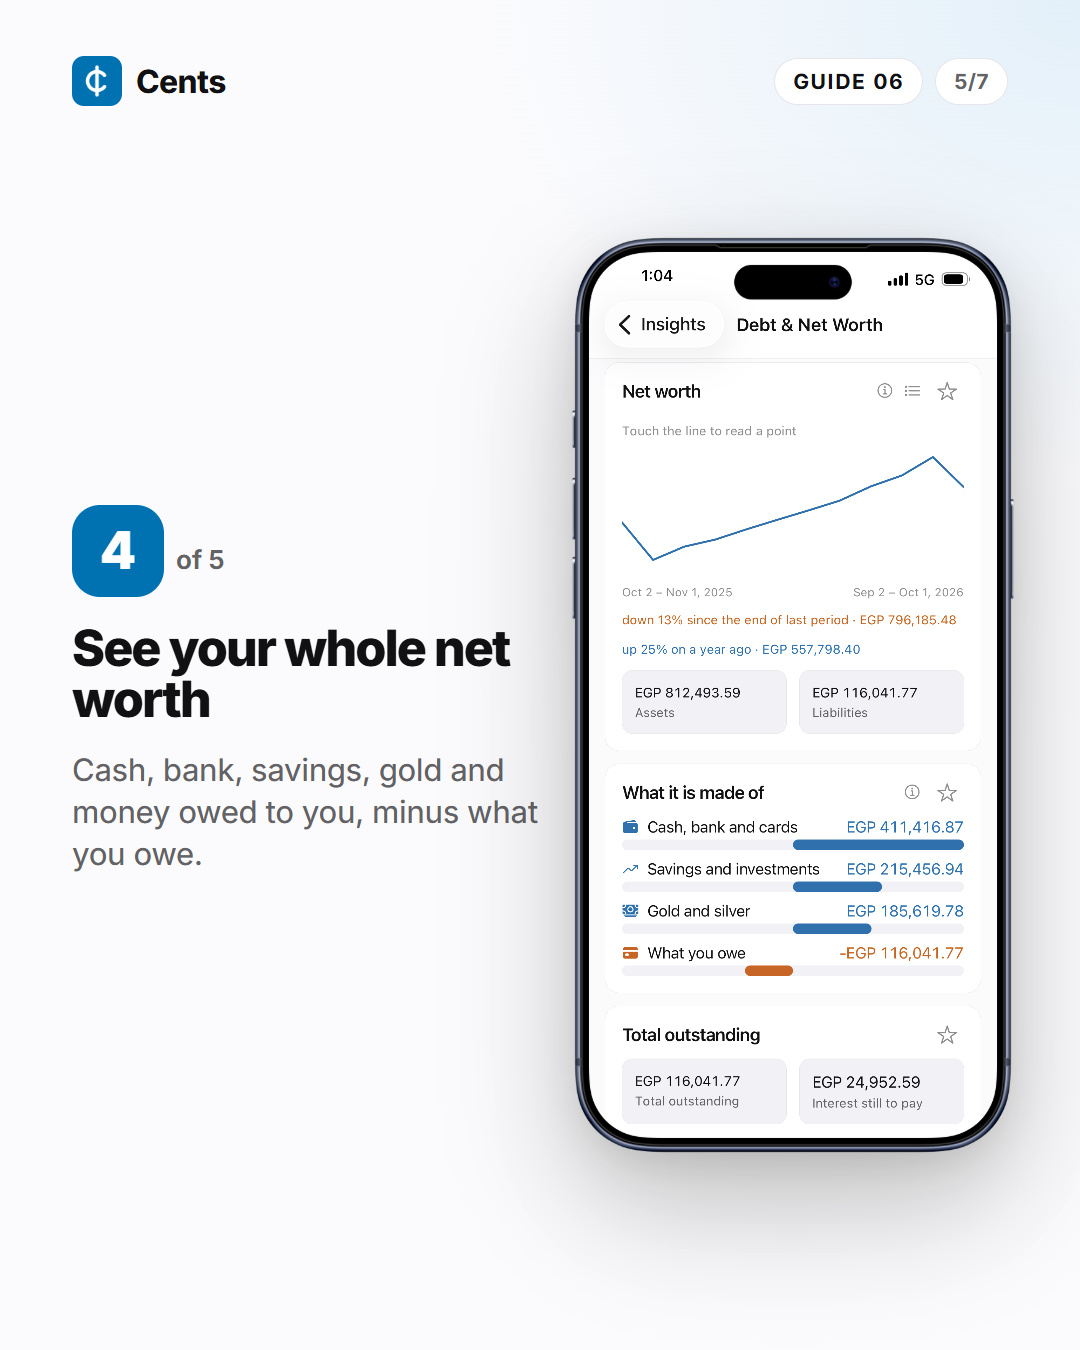 Cents
GUIDE 06
5/7
4
of 5
See your whole net
worth
Cash, bank, savings, gold and
money owed to you, minus what
you owe.
1:04
5G
Insights
Debt & Net Worth
Net worth
Touch the line to read a point
Oct 2 – Nov 1, 2025
Sep 2 – Oct 1, 2026
down 13% since the end of last period · EGP 796,185.48
up 25% on a year ago · EGP 557,798.40
EGP 812,493.59
Assets
EGP 116,041.77
Liabilities
What it is made of
Cash, bank and cards EGP 411,416.87
Savings and investments EGP 215,456.94
Gold and silver EGP 185,619.78
What you owe -EGP 116,041.77
Total outstanding
EGP 116,041.77
Total outstanding
EGP 24,952.59
Interest still to pay